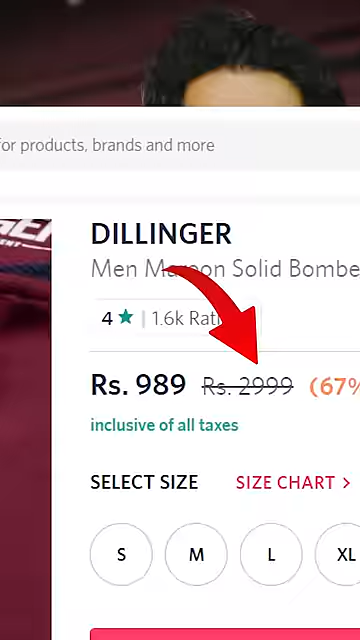 for products, brands and more
DILLINGER
Men Maroon Solid Bombe
4 ★ | 1.6k Rati
Rs. 989 Rs. 2999 (67%
inclusive of all taxes
SELECT SIZE SIZE CHART >
S M L XL